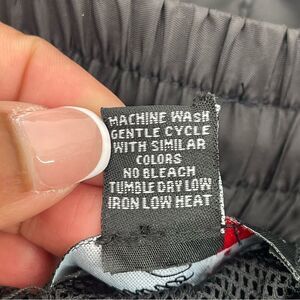 MACHINE WASH
GENTLE CYCLE
WITH SIMILAR
COLORS
NO BLEACH
TUMBLE DRY LOW
IRON LOW HEAT